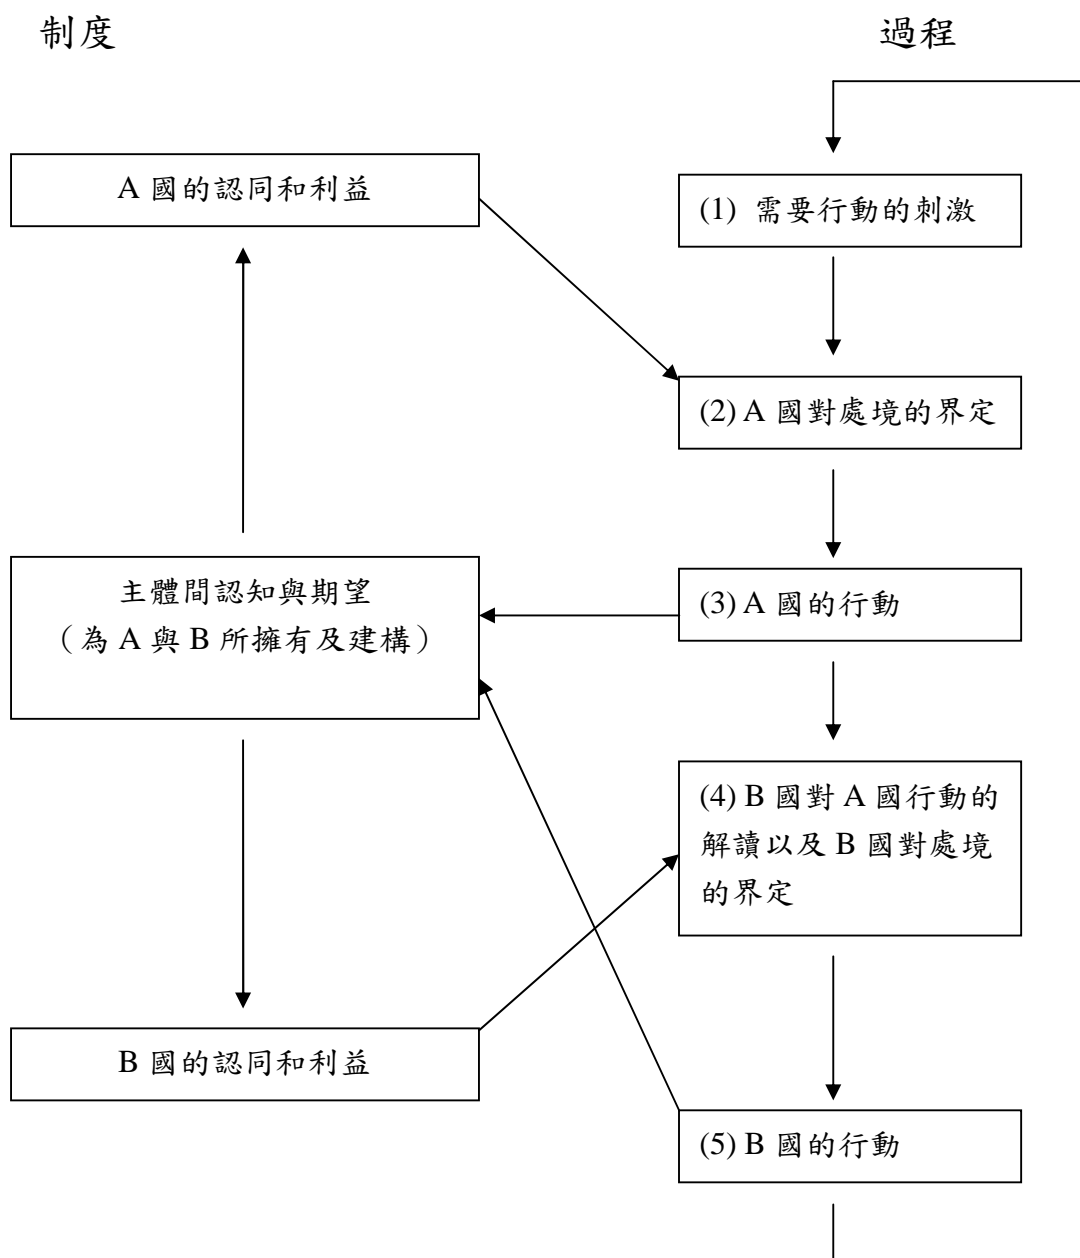 制度
過程
A 國的認同和利益
(1) 需要行動的刺激
(2) A 國對處境的界定
主體間認知與期望
（為 A 與 B 所擁有及建構）
(3) A 國的行動
(4) B 國對 A 國行動的
解讀以及 B 國對處境
的界定
B 國的認同和利益
(5) B 國的行動